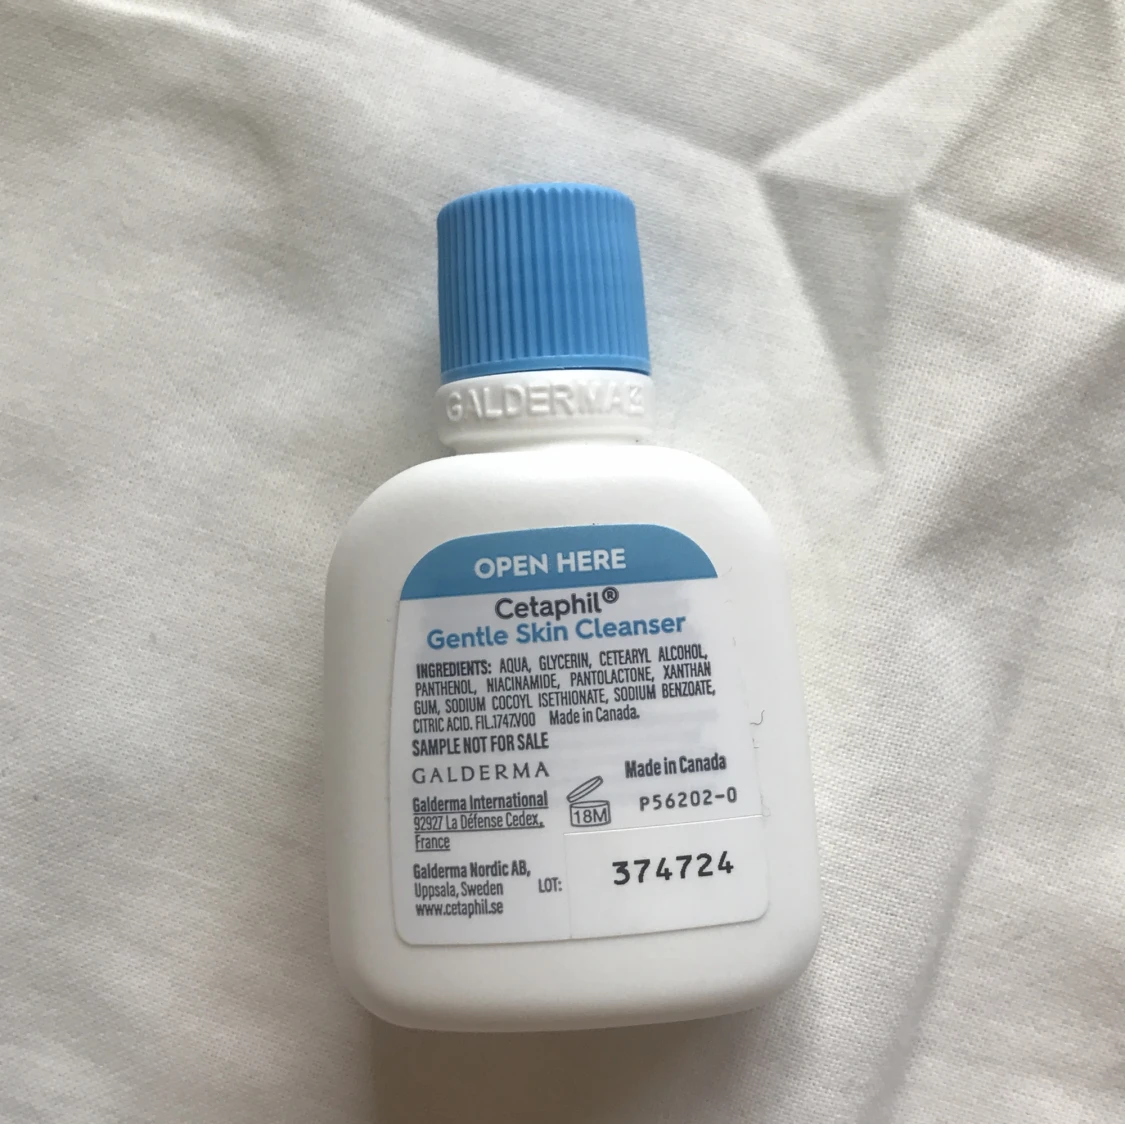 GALDERMA
OPEN HERE
Cetaphil®
Gentle Skin Cleanser
INGREDIENTS: AQUA, GLYCERIN, CETEARYL ALCOHOL,
PANTHENOL, NIACINAMIDE, PANTOLACTONE, XANTHAN
GUM, SODIUM COCOYL ISETHIONATE, SODIUM BENZOATE,
CITRIC ACID. FIL.1747.V00 Made in Canada.
SAMPLE NOT FOR SALE
GALDERMA
Made in Canada
P56202-0
18M
Galderma International
92927 La Défense Cedex,
France
Galderma Nordic AB,
Uppsala, Sweden
www.cetaphil.se
LOT: 374724